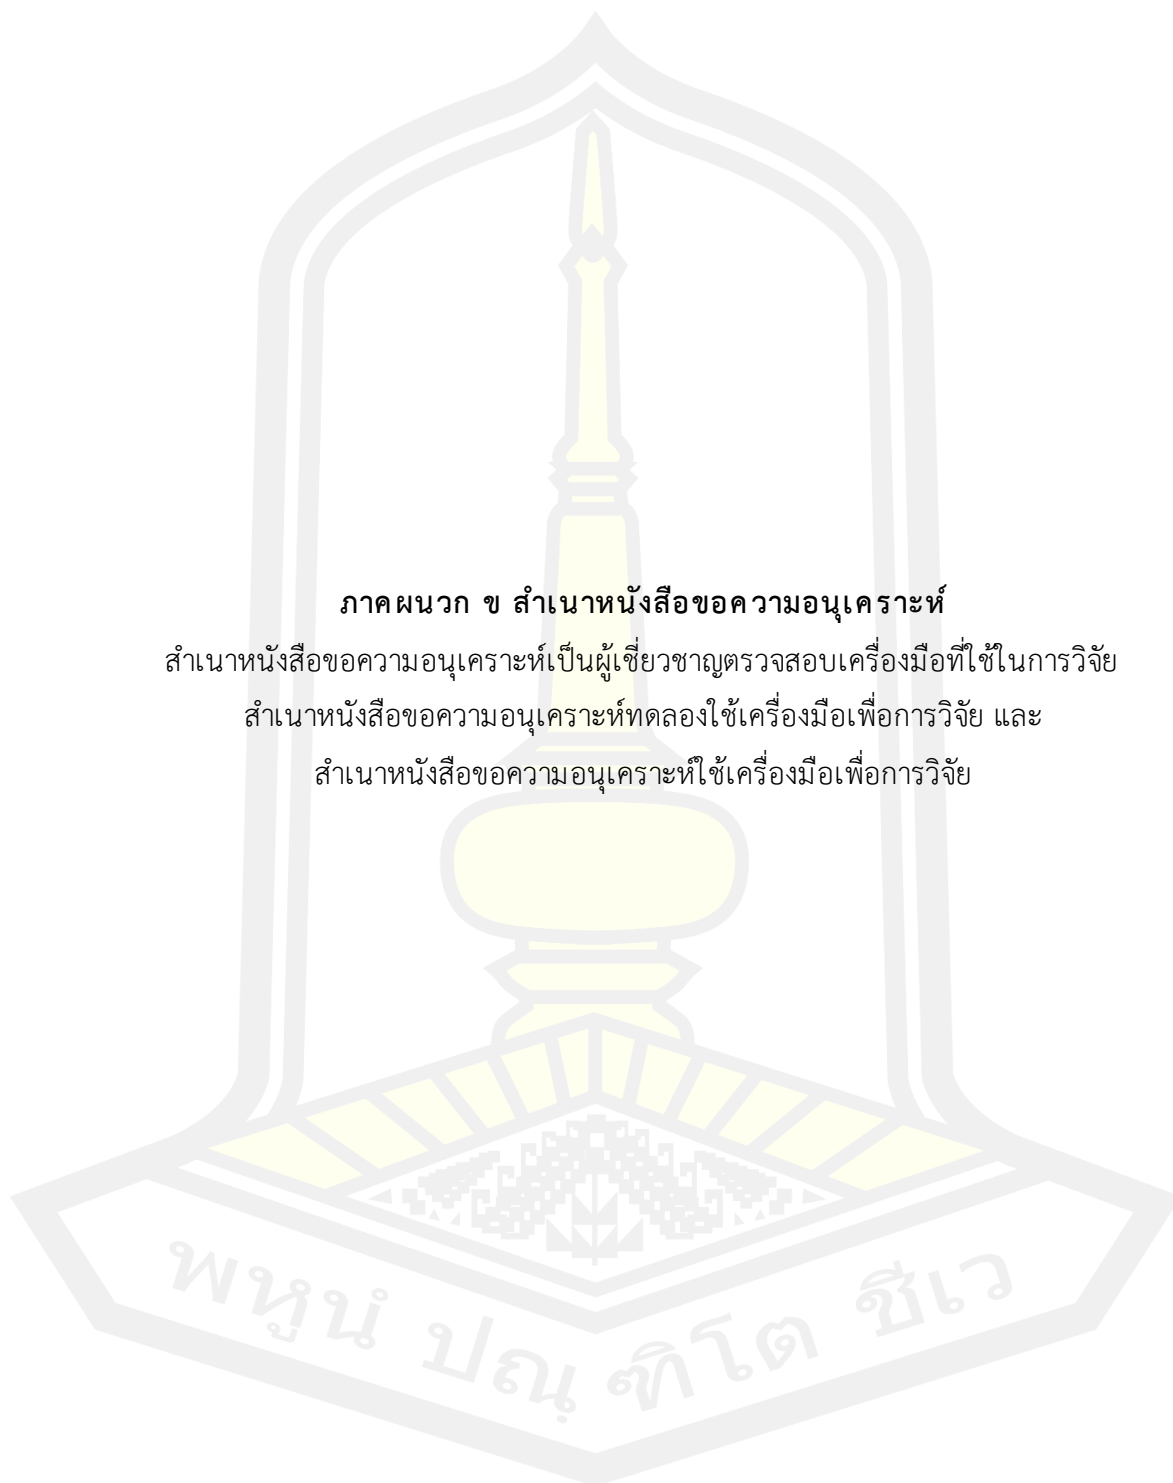 ภาคผนวก ข สำเนาหนังสือขอความอนุเคราะห์
สำเนาหนังสือขอความอนุเคราะห์เป็นผู้เชี่ยวชาญตรวจสอบเครื่องมือที่ใช้ในการวิจัย
สำเนาหนังสือขอความอนุเคราะห์ทดลองใช้เครื่องมือเพื่อการวิจัย และ
สำเนาหนังสือขอความอนุเคราะห์ใช้เครื่องมือเพื่อการวิจัย
พหูนํ ปณฺ ฑิโต ชีเว